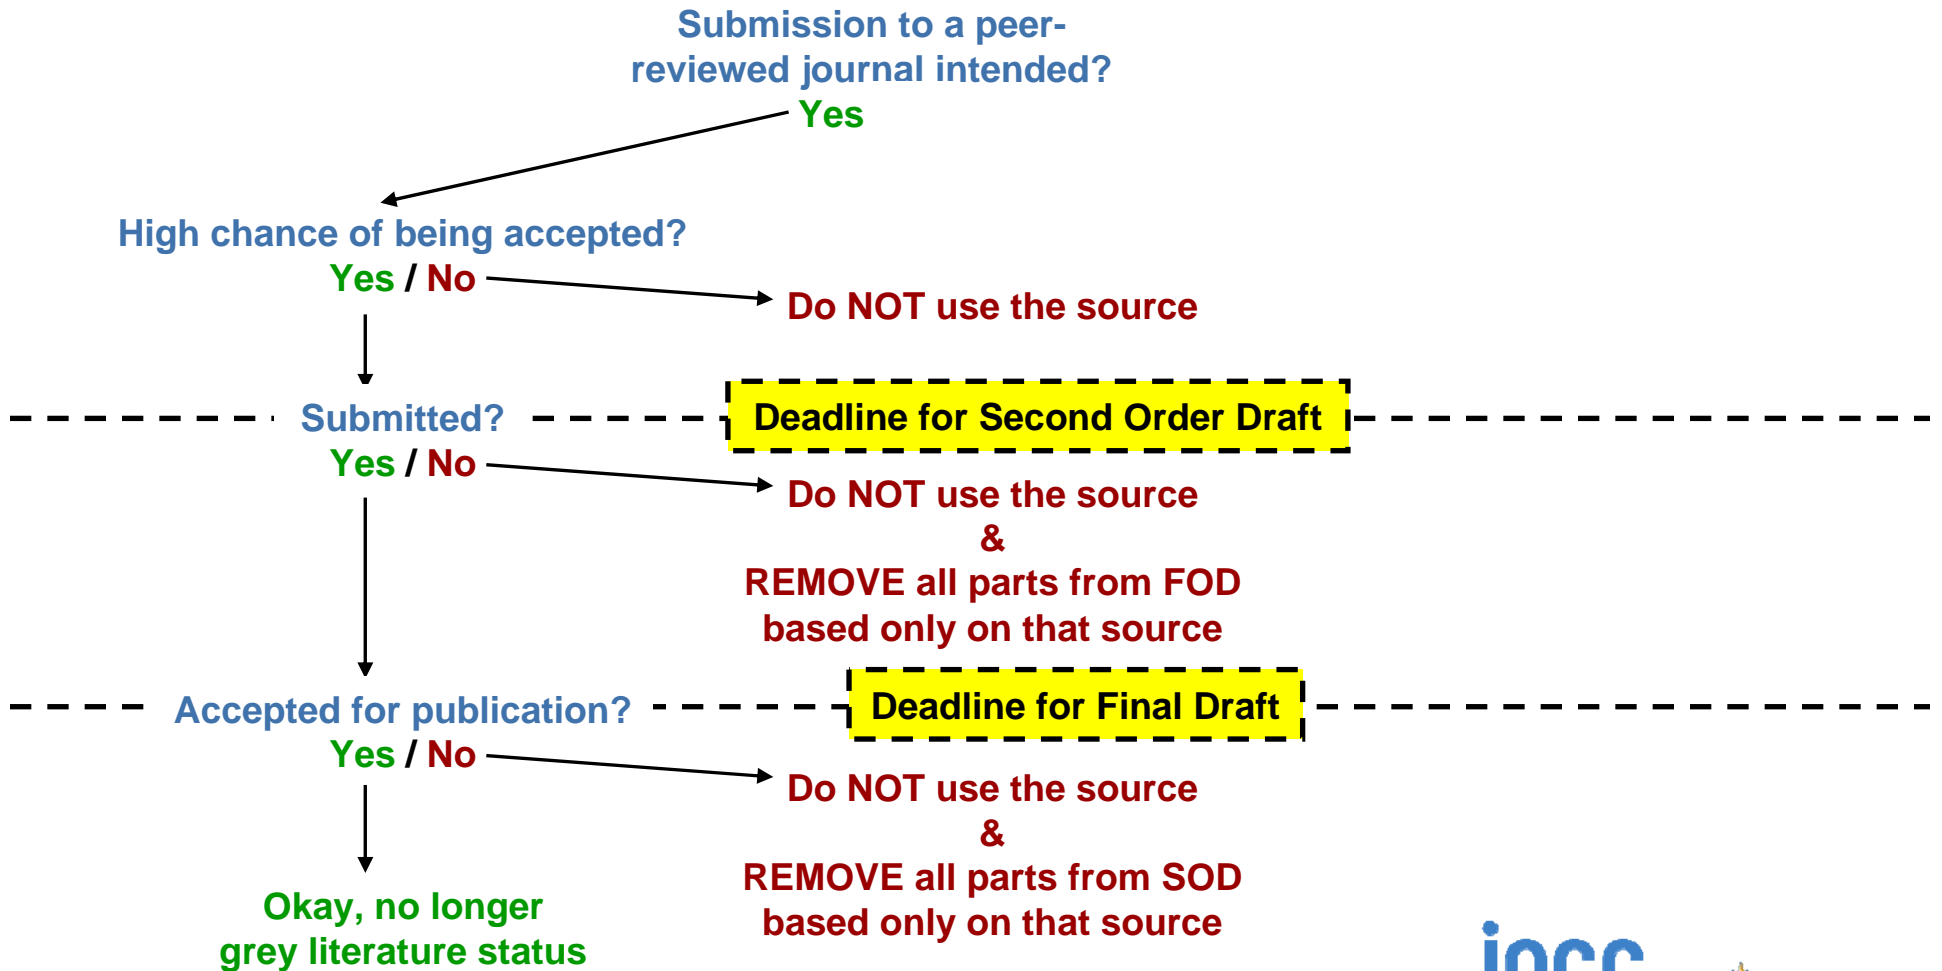 Submission to a peer-
reviewed journal intended?
Yes
High chance of being accepted?
Yes / No
Do NOT use the source
Submitted?
Deadline for Second Order Draft
Yes / No
Do NOT use the source
&
REMOVE all parts from FOD
based only on that source
Accepted for publication?
Deadline for Final Draft
Yes / No
Do NOT use the source
&
REMOVE all parts from SOD
based only on that source
Okay, no longer
grey literature status
ipcc